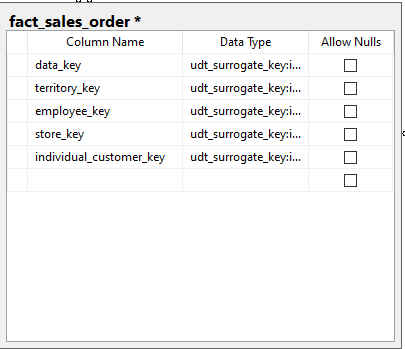 fact_sales_order *
Column Name Data Type Allow Nulls
data_key udt_surrogate_key:i...
territory_key udt_surrogate_key:i...
employee_key udt_surrogate_key:i...
store_key udt_surrogate_key:i...
individual_customer_key udt_surrogate_key:i...